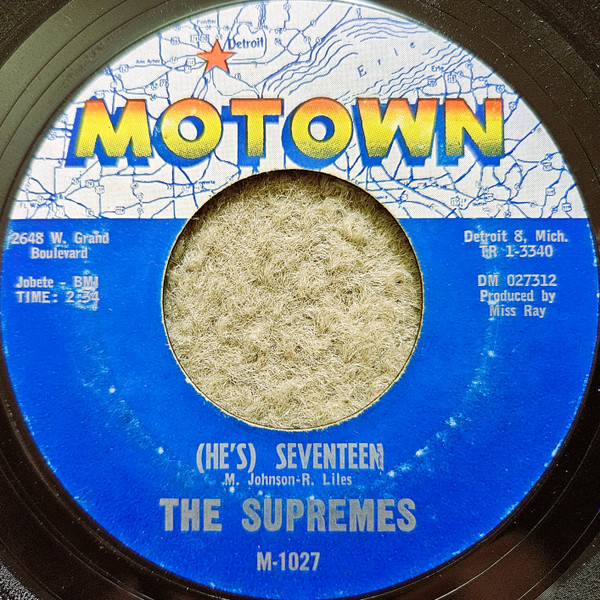 Detroit
Erie
MOTOWN
2648 W. Grand
Boulevard
Detroit 8, Mich.
TR 1-3340
Jobete - BMI
TIME: 2:34
DM 027312
Produced by
Miss Ray
(HE'S) SEVENTEEN
M. Johnson-R. Liles
THE SUPREMES
M-1027